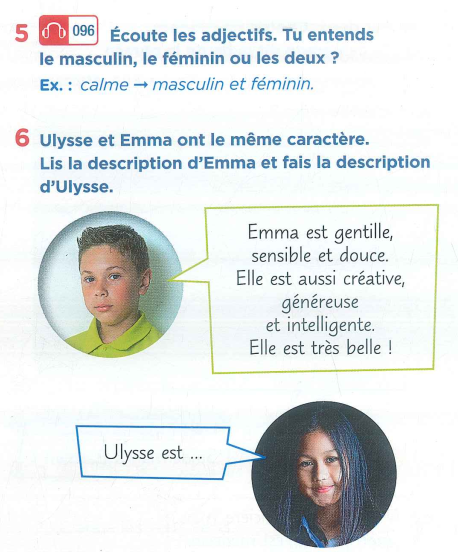 5 096 Écoute les adjectifs. Tu entends
le masculin, le féminin ou les deux ?
Ex. : calme → masculin et féminin.
6 Ulysse et Emma ont le même caractère.
Lis la description d'Emma et fais la description
d'Ulysse.
Emma est gentille,
sensible et douce.
Elle est aussi créative,
généreuse
et intelligente.
Elle est très belle !
Ulysse est ...